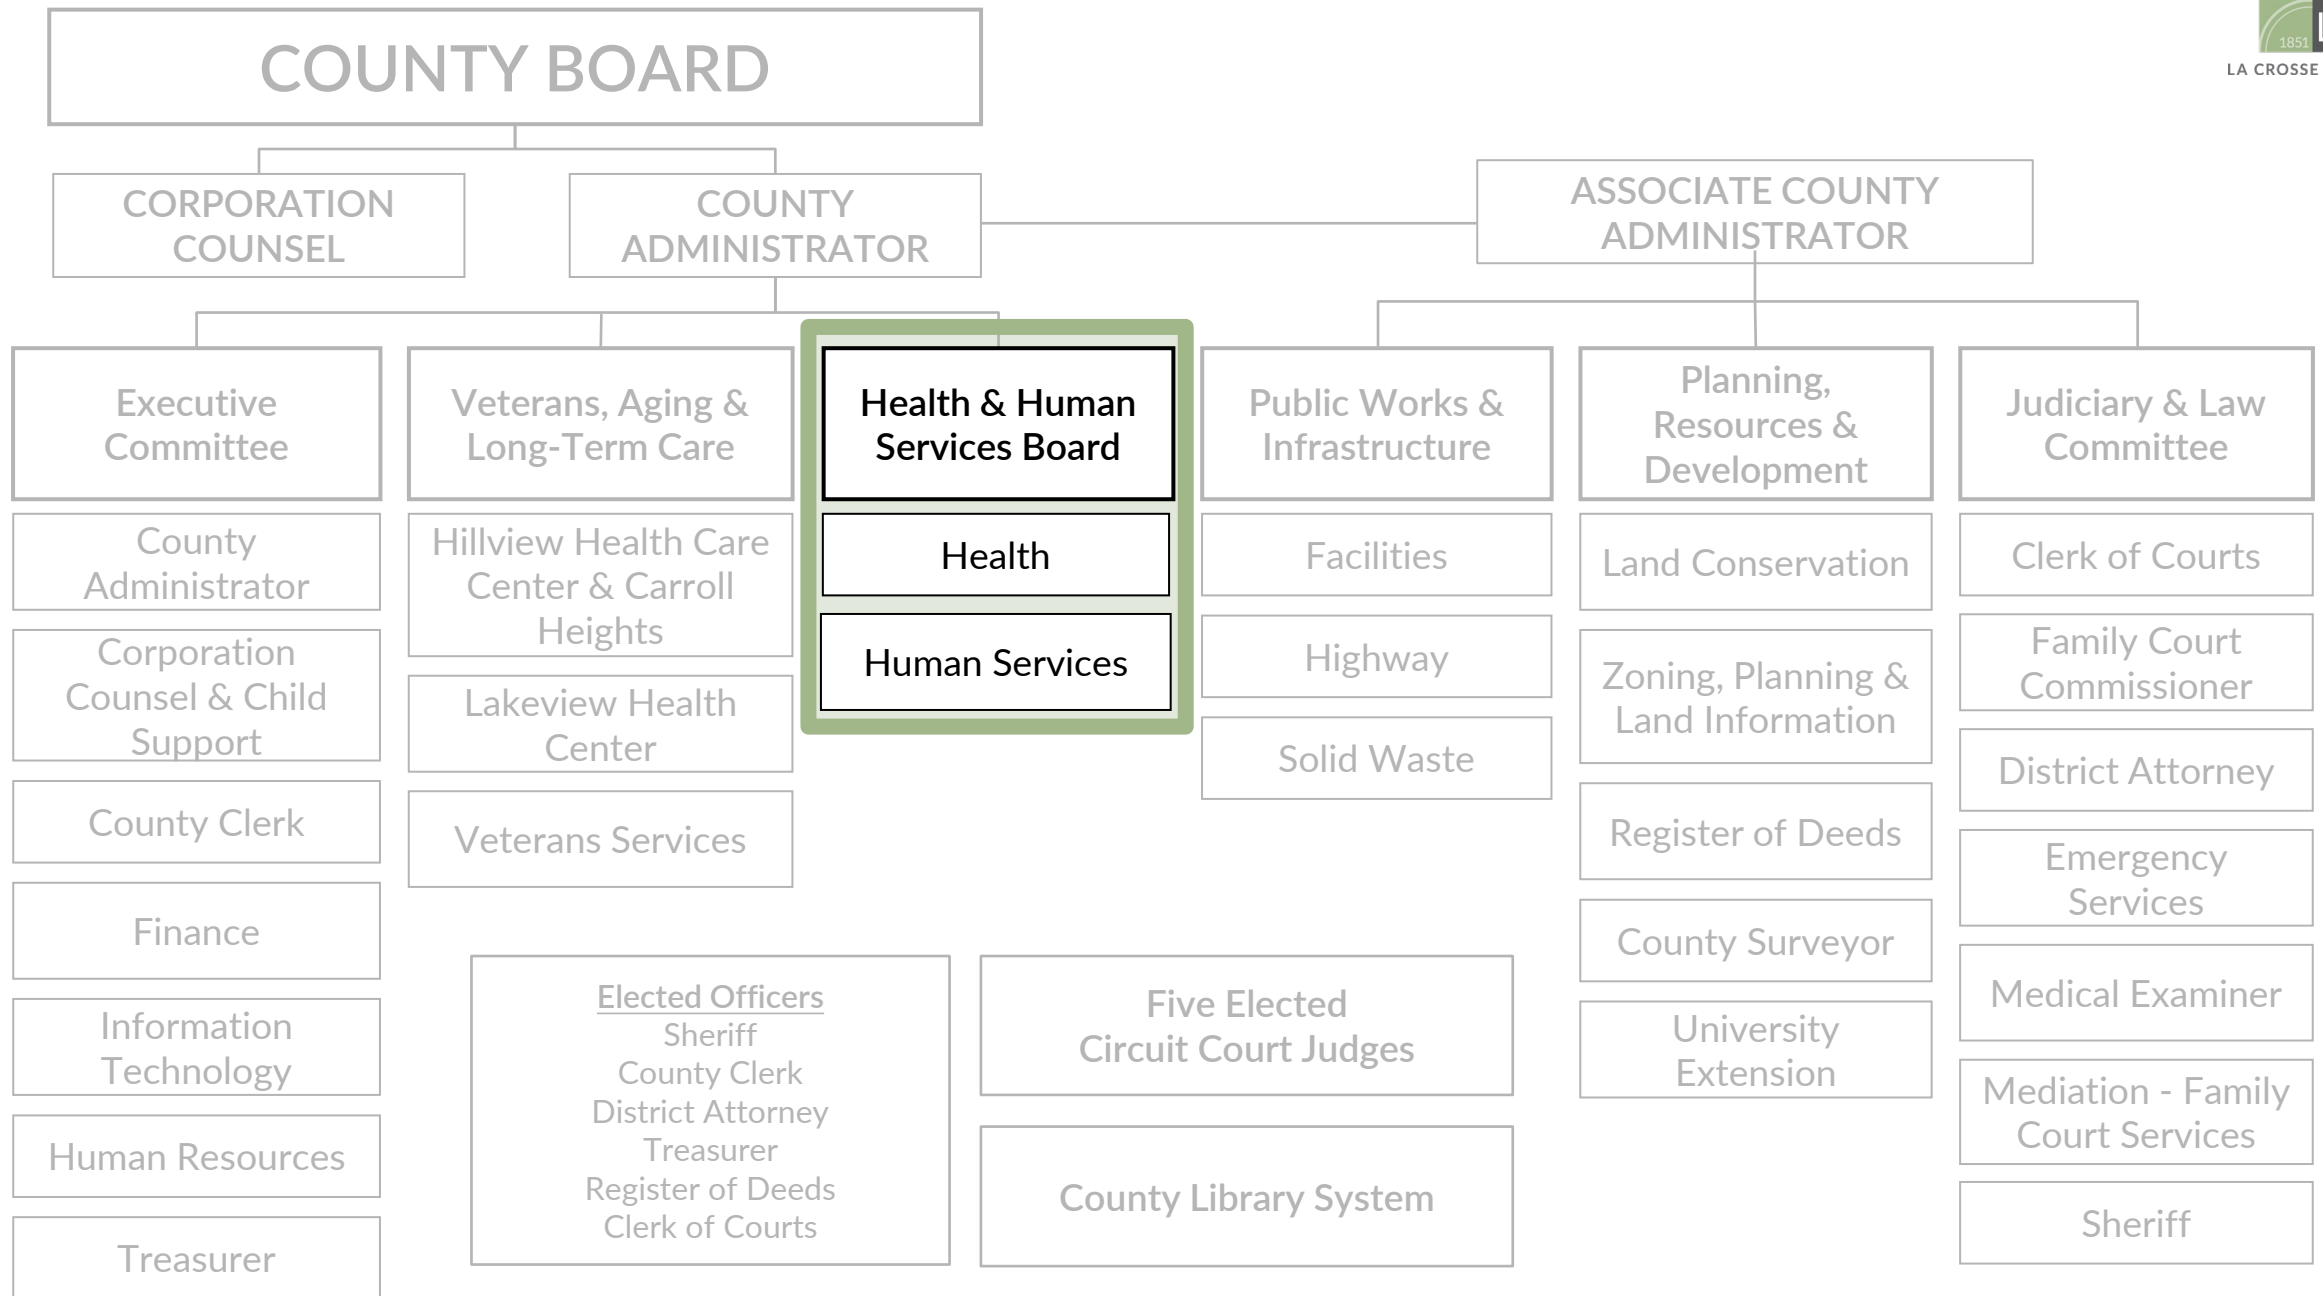 COUNTY BOARD
1851
LA CROSSE
CORPORATION
COUNSEL
COUNTY
ADMINISTRATOR
ASSOCIATE COUNTY
ADMINISTRATOR
Executive
Committee
County
Administrator
Corporation
Counsel & Child
Support
County Clerk
Finance
Information
Technology
Human Resources
Treasurer
Veterans, Aging &
Long-Term Care
Hillview Health Care
Center & Carroll
Heights
Lakeview Health
Center
Veterans Services
Health & Human
Services Board
Health
Human Services
Public Works &
Infrastructure
Facilities
Highway
Solid Waste
Planning,
Resources &
Development
Land Conservation
Zoning, Planning &
Land Information
Register of Deeds
County Surveyor
University
Extension
Judiciary & Law
Committee
Clerk of Courts
Family Court
Commissioner
District Attorney
Emergency
Services
Medical Examiner
Mediation - Family
Court Services
Sheriff
Elected Officers
Sheriff
County Clerk
District Attorney
Treasurer
Register of Deeds
Clerk of Courts
Five Elected
Circuit Court Judges
County Library System